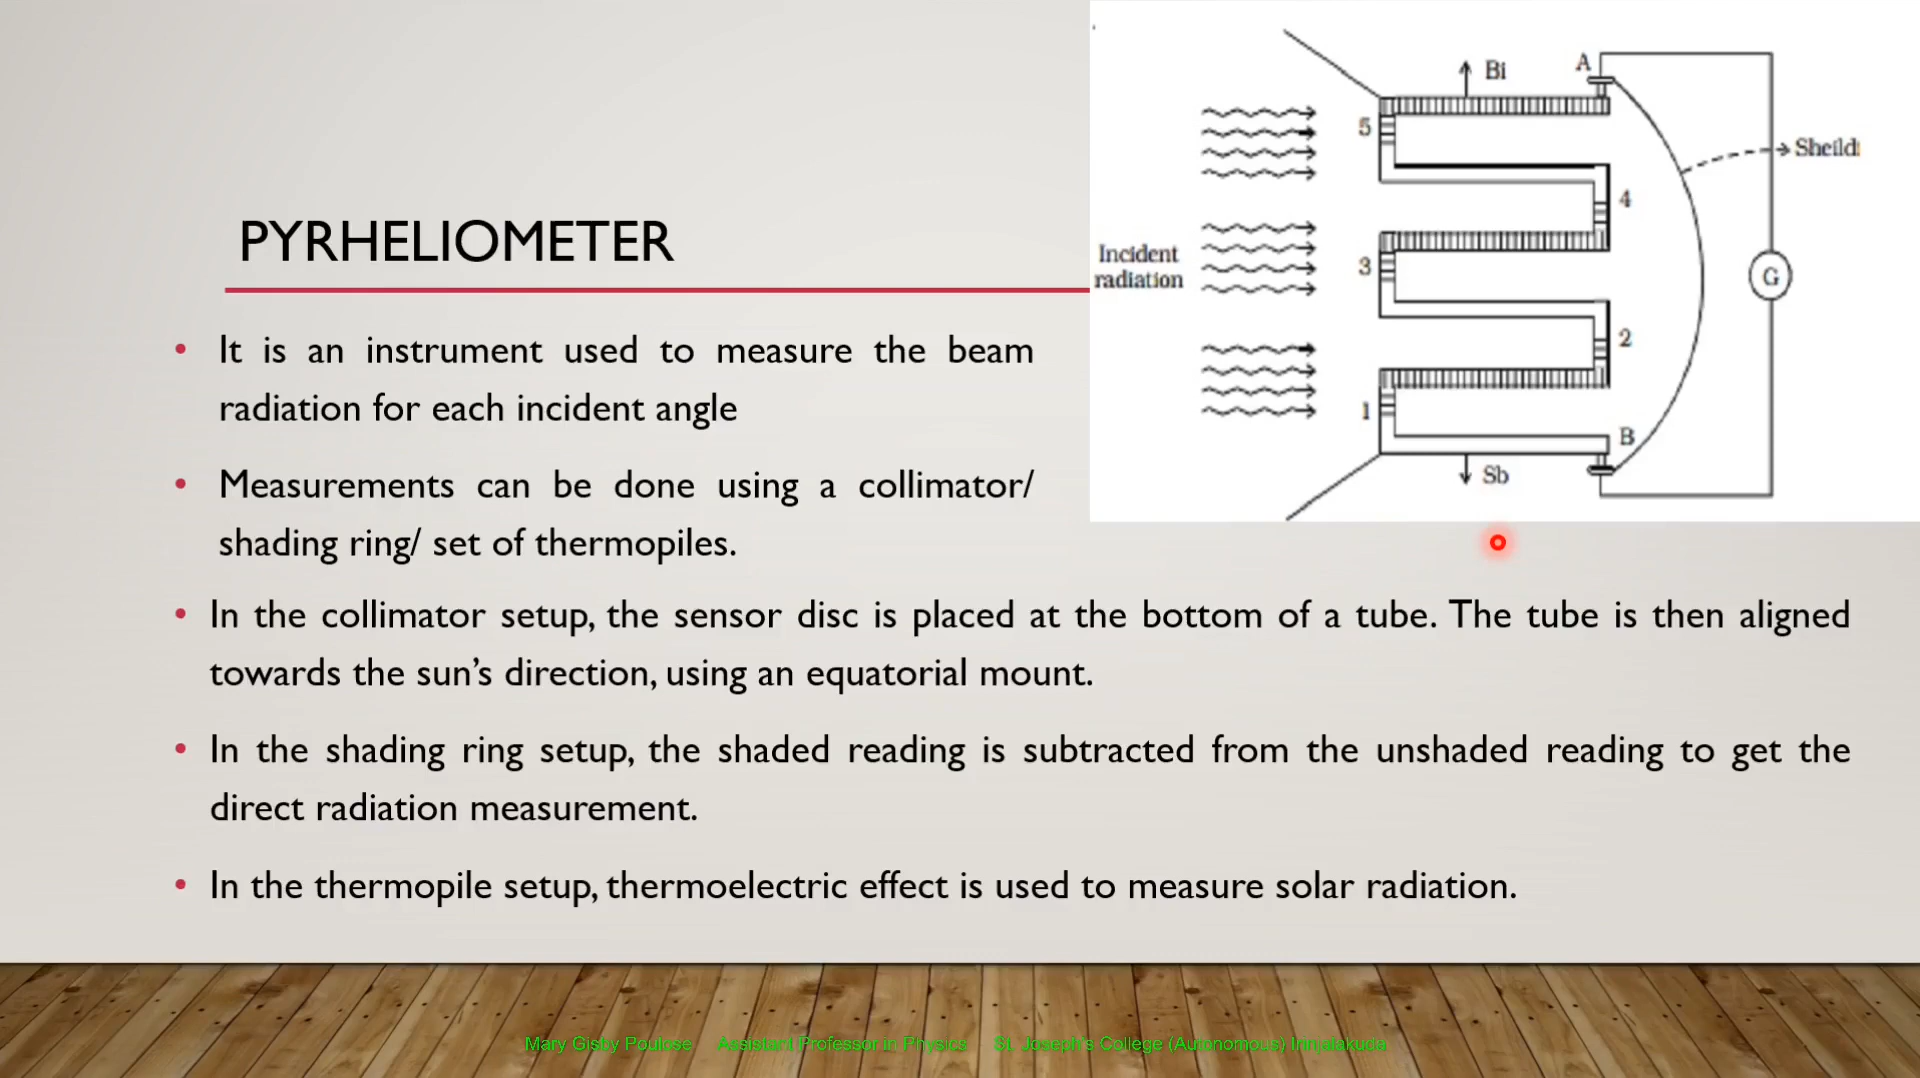 PYRHELIOMETER
• It is an instrument used to measure the beam
radiation for each incident angle
• Measurements can be done using a collimator/
shading ring/ set of thermopiles.
• In the collimator setup, the sensor disc is placed at the bottom of a tube. The tube is then aligned
towards the sun's direction, using an equatorial mount.
• In the shading ring setup, the shaded reading is subtracted from the unshaded reading to get the
direct radiation measurement.
• In the thermopile setup, thermoelectric effect is used to measure solar radiation.
Bi
A
5
Sheild
4
Incident
radiation
3
G
2
1
B
Sb
Mary Gisby Poulose Assistant Professor in Physics St. Joseph's College (Autonomous) Irinjalakuda